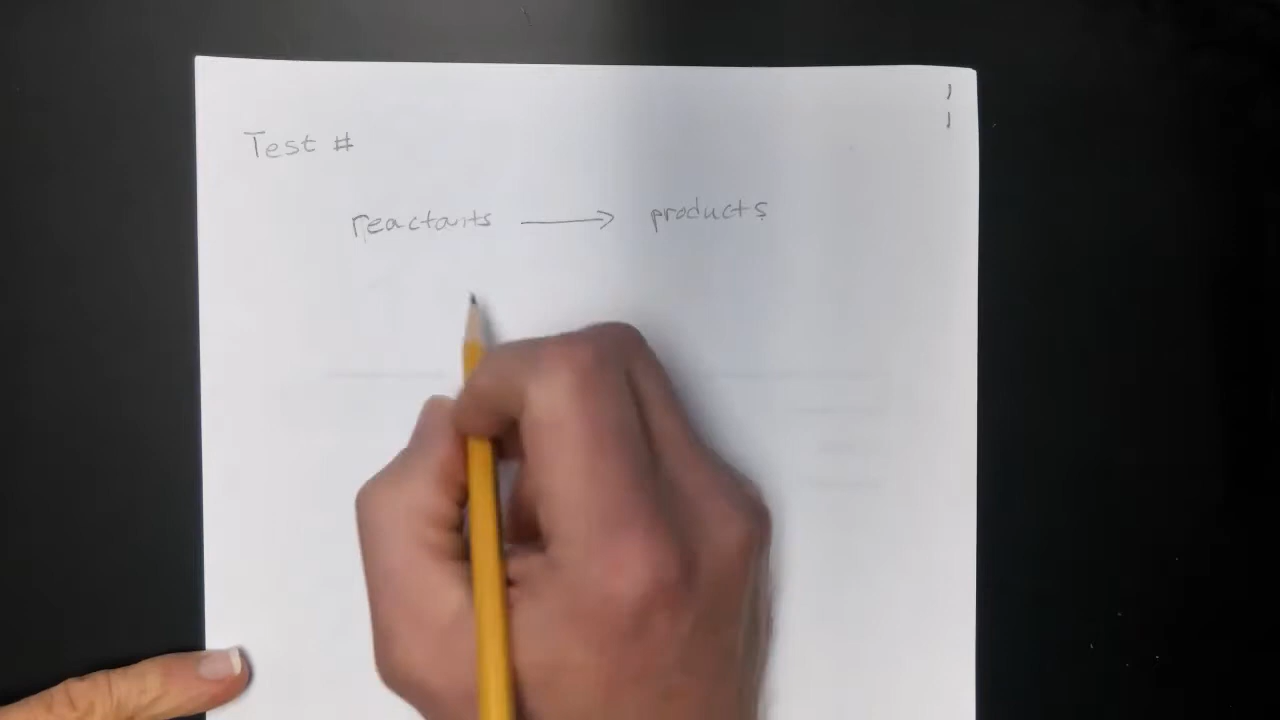 Test #
reactants → products